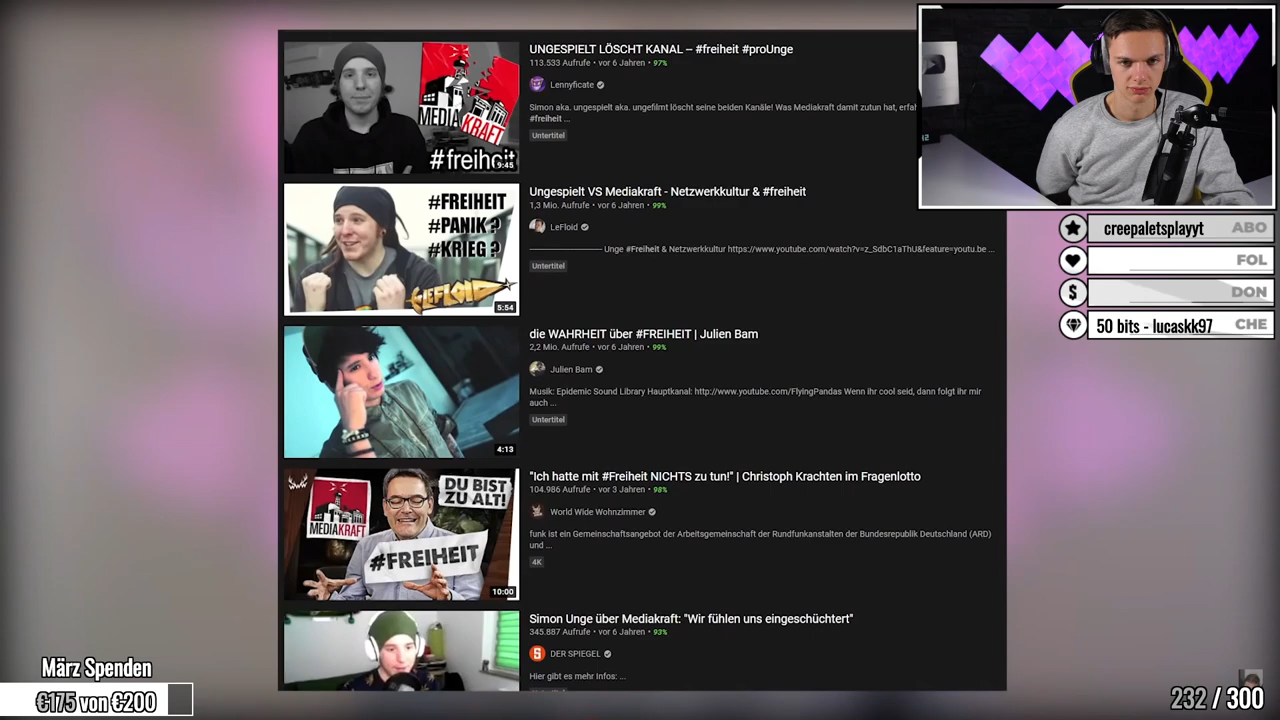 MEDIA
KRAFT
#freiheit
9:45
UNGESPIELT LÖSCHT KANAL – #freiheit #proUnge
113.533 Aufrufe • vor 6 Jahren • 97%
Lennyficate
Simon aka. ungespielt aka. ungefilmt löscht seine beiden Kanäle! Was Mediakraft damit zutun hat, erfah
#freiheit ...
Untertitel
#FREIHEIT
#PANIK ?
#KRIEG ?
LEFLOID
5:54
Ungespielt VS Mediakraft - Netzwerkkultur & #freiheit
1,3 Mio. Aufrufe • vor 6 Jahren • 99%
LeFloid
Unge #Freiheit & Netzwerkkultur https://www.youtube.com/watch?v=z_SdbC1aThU&feature=youtu.be ...
Untertitel
4:13
die WAHRHEIT über #FREIHEIT | Julien Bam
2,2 Mio. Aufrufe • vor 6 Jahren • 99%
Julien Bam
Musik: Epidemic Sound Library Hauptkanal: http://www.youtube.com/FlyingPandas Wenn ihr cool seid, dann folgt ihr mir
auch ...
Untertitel
MEDIAKRAFT
DU BIST
ZU ALT!
#FREIHEIT
10:00
"Ich hatte mit #Freiheit NICHTS zu tun!" | Christoph Krachten im Fragenlotto
104.986 Aufrufe • vor 3 Jahren • 98%
World Wide Wohnzimmer
funk ist ein Gemeinschaftsangebot der Arbeitsgemeinschaft der Rundfunkanstalten der Bundesrepublik Deutschland (ARD)
und ...
4K
Simon Unge über Mediakraft: "Wir fühlen uns eingeschüchtert"
345.887 Aufrufe • vor 6 Jahren • 93%
DER SPIEGEL
Hier gibt es mehr Infos: ...
creepaletsplayyt ABO
FOL
$ DON
50 bits - lucaskk97 CHE
März Spenden
€175 von €200
232 / 300